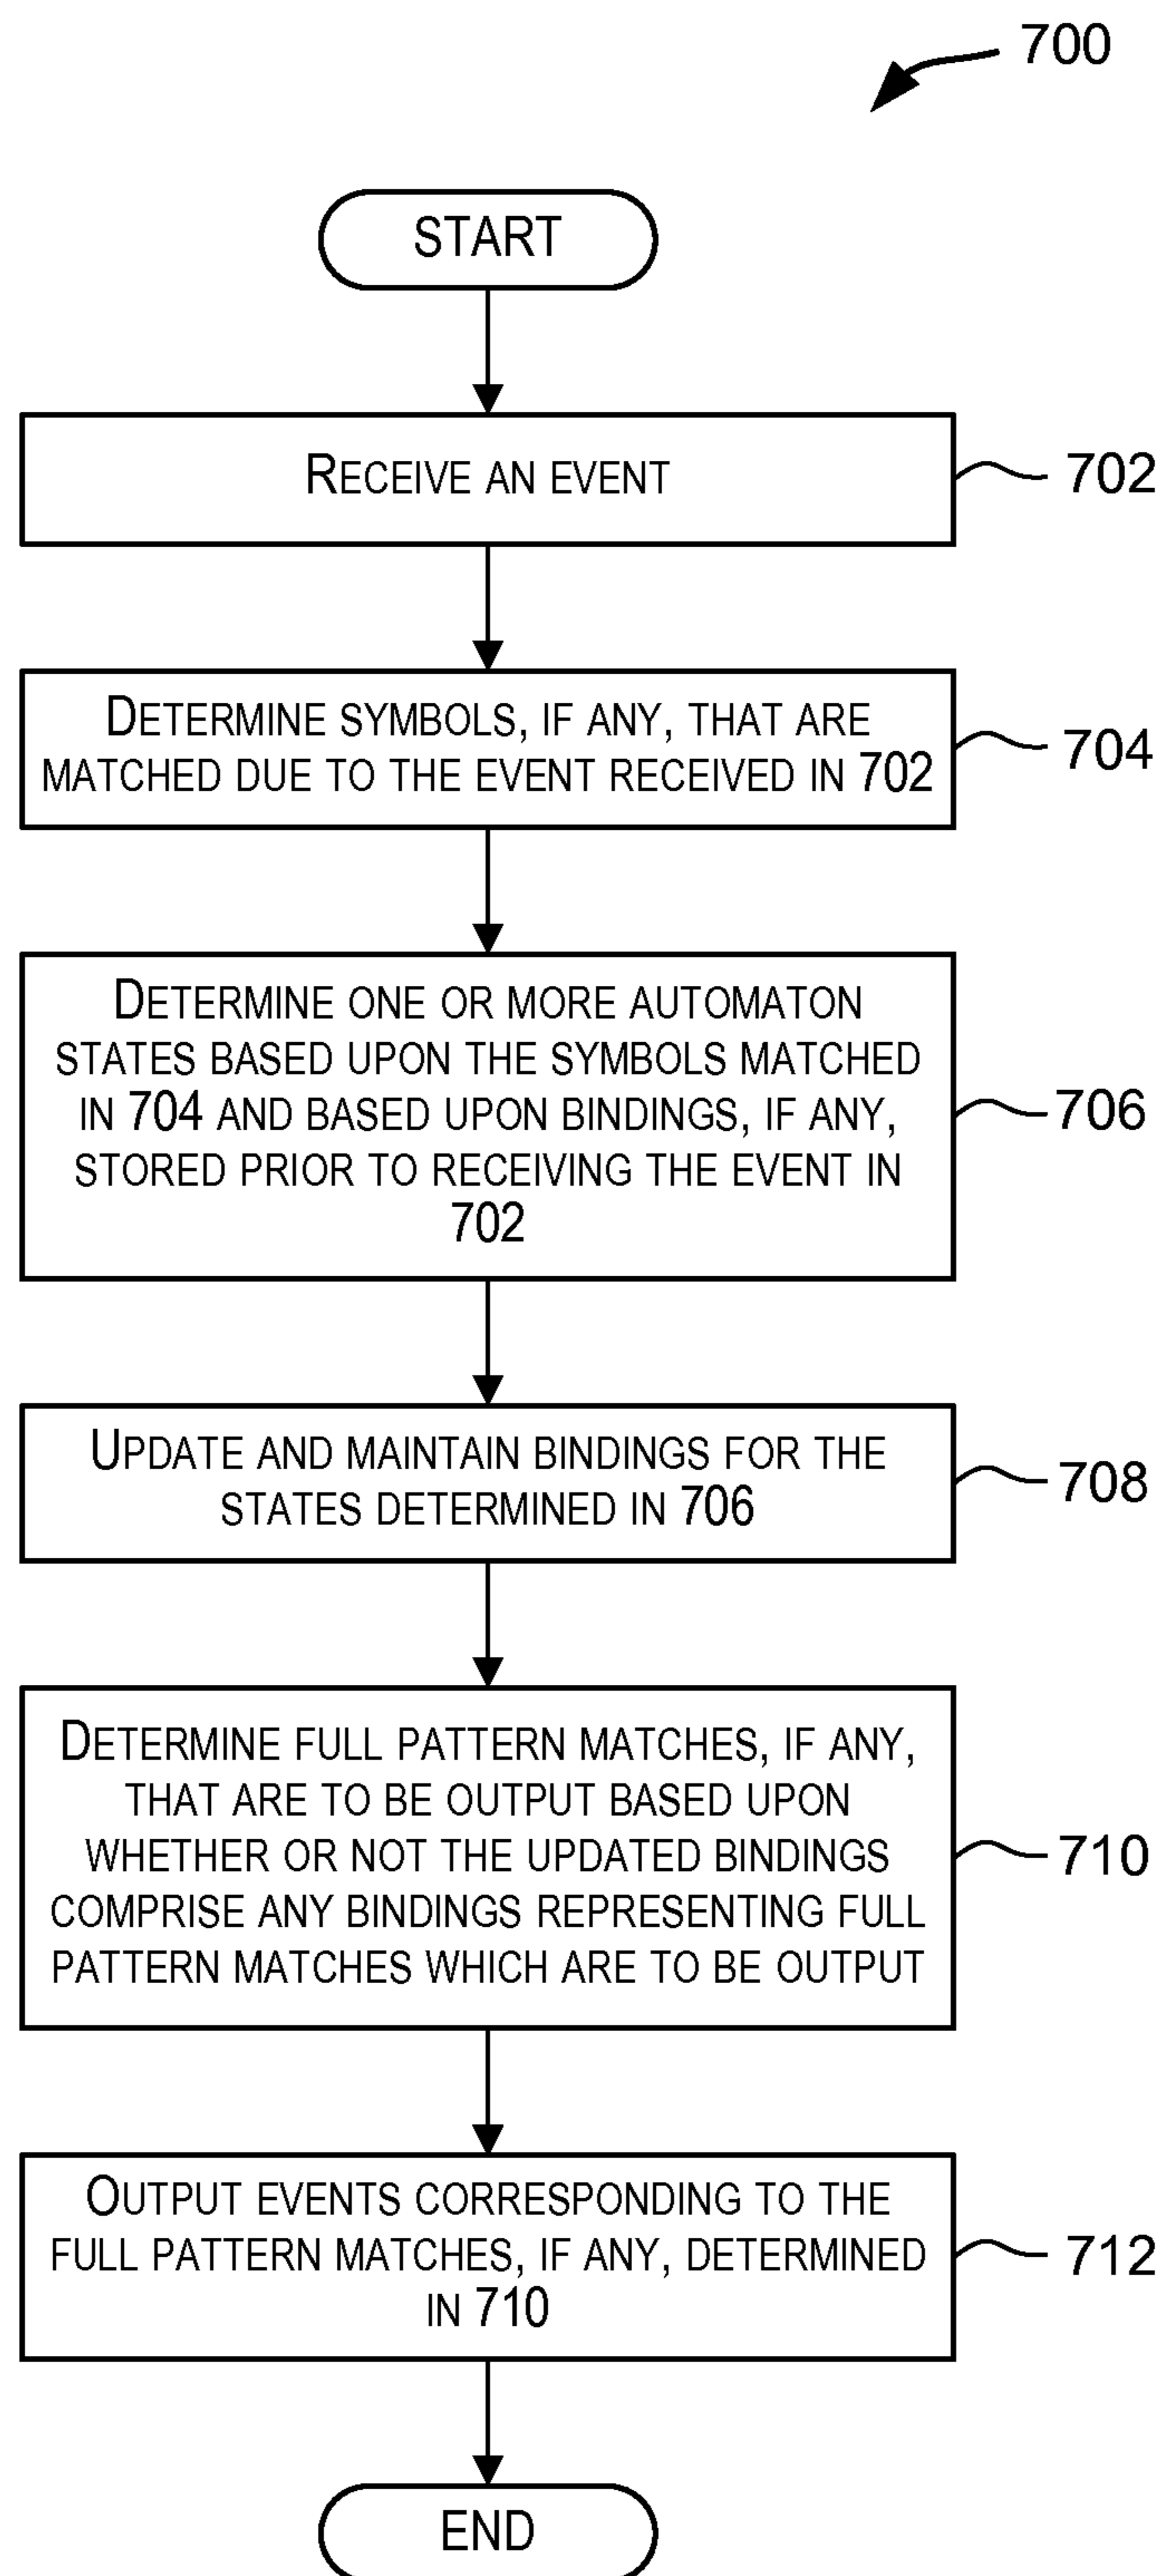 700
START
RECEIVE AN EVENT
702
DETERMINE SYMBOLS, IF ANY, THAT ARE
MATCHED DUE TO THE EVENT RECEIVED IN 702
704
DETERMINE ONE OR MORE AUTOMATON
STATES BASED UPON THE SYMBOLS MATCHED
IN 704 AND BASED UPON BINDINGS, IF ANY,
STORED PRIOR TO RECEIVING THE EVENT IN
702
706
UPDATE AND MAINTAIN BINDINGS FOR THE
STATES DETERMINED IN 706
708
DETERMINE FULL PATTERN MATCHES, IF ANY,
THAT ARE TO BE OUTPUT BASED UPON
WHETHER OR NOT THE UPDATED BINDINGS
COMPRISE ANY BINDINGS REPRESENTING FULL
PATTERN MATCHES WHICH ARE TO BE OUTPUT
710
OUTPUT EVENTS CORRESPONDING TO THE
FULL PATTERN MATCHES, IF ANY, DETERMINED
IN 710
712
END